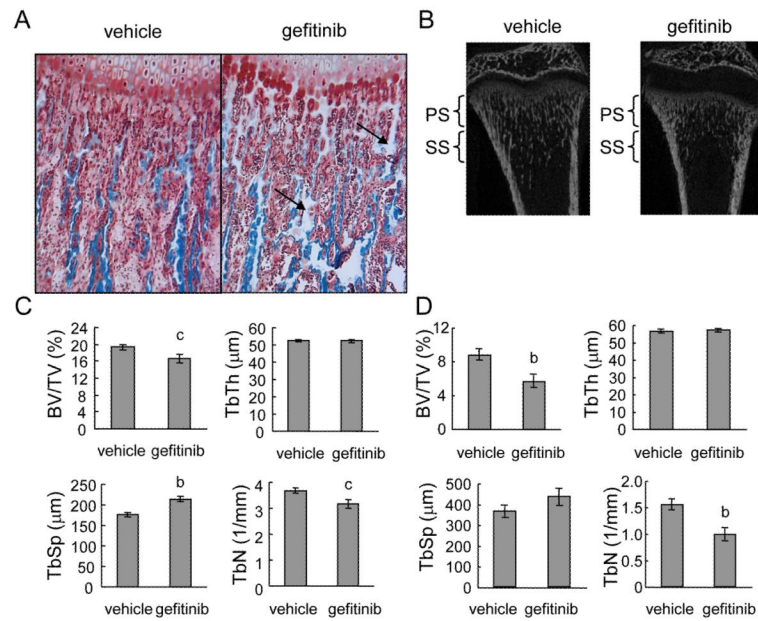 A
vehicle
gefitinib
B
vehicle
gefitinib
PS
SS
PS
SS
C
BV/TV (%)
24
20
16
12
8
4
0
c
vehicle gefitinib
TbTh (μm)
60
50
40
30
20
10
0
vehicle gefitinib
TbSp (μm)
250
200
150
100
50
0
b
vehicle gefitinib
TbN (1/mm)
4
3
2
1
0
c
vehicle gefitinib
D
BV/TV (%)
12
8
4
0
b
vehicle gefitinib
TbTh (μm)
60
50
40
30
20
10
0
vehicle gefitinib
TbSp (μm)
500
400
300
200
100
0
vehicle gefitinib
TbN (1/mm)
2.0
1.5
1.0
0.5
0
b
vehicle gefitinib